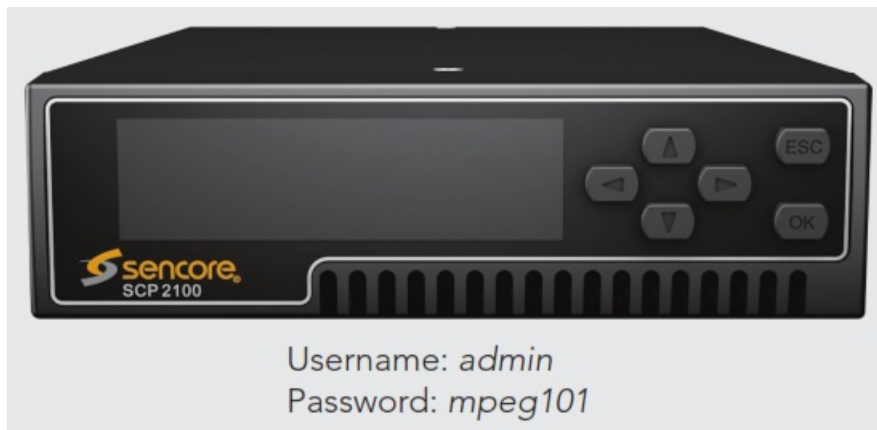 ESC
OK
sencore®
SCP 2100
Username: admin
Password: mpeg101